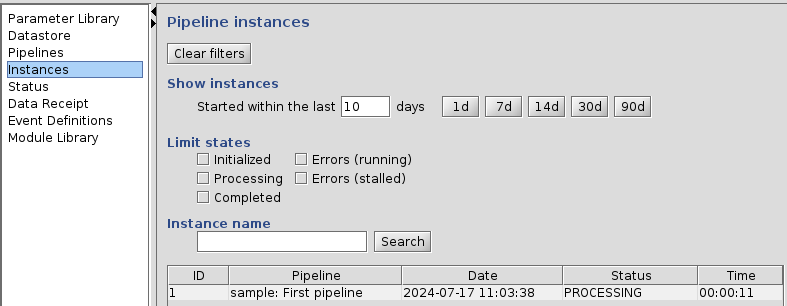 Parameter Library
Datastore
Pipelines
Instances
Status
Data Receipt
Event Definitions
Module Library
Pipeline instances
Clear filters
Show instances
Started within the last 10 days 1d 7d 14d 30d 90d
Limit states
Initialized Errors (running)
Processing Errors (stalled)
Completed
Instance name
Search
ID Pipeline Date Status Time
1 sample: First pipeline 2024-07-17 11:03:38 PROCESSING 00:00:11